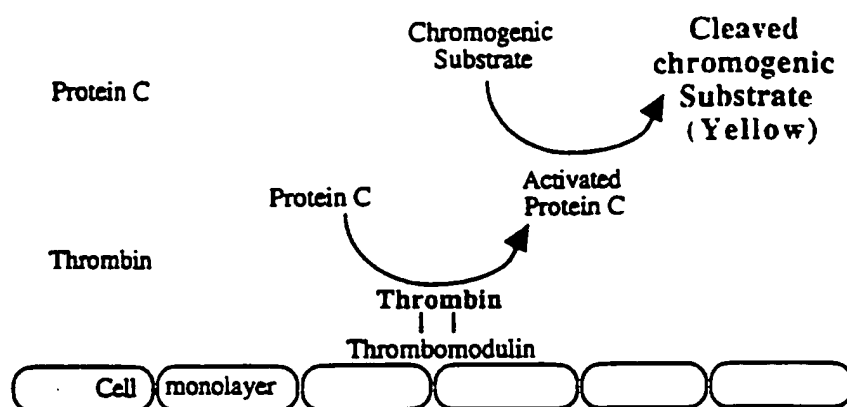 Chromogenic
Substrate
Cleaved
chromogenic
Substrate
(Yellow)
Protein C
Protein C
Activated
Protein C
Thrombin
Thrombin
Thrombomodulin
Cell monolayer